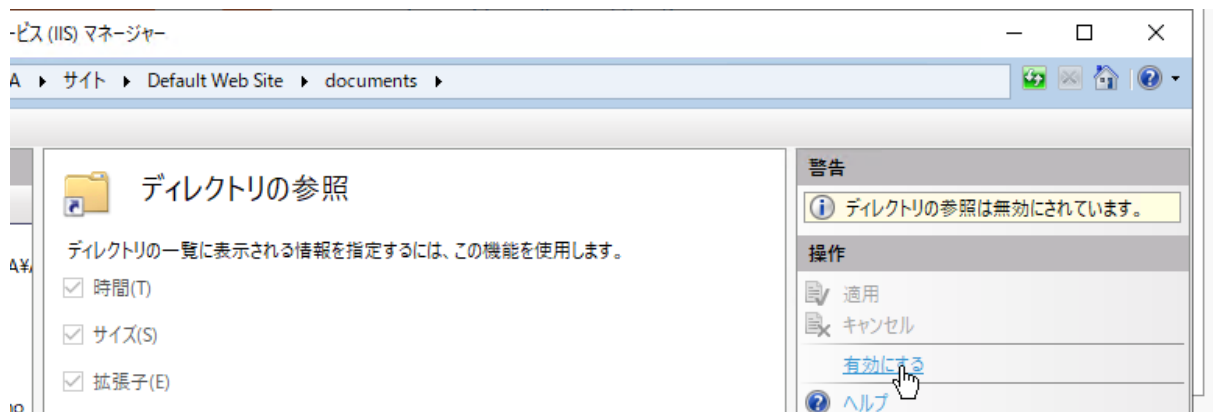 ービス (IIS) マネージャー
A ▸ サイト ▸ Default Web Site ▸ documents ▸
ディレクトリの参照
ディレクトリの一覧に表示される情報を指定するには、この機能を使用します。
A¥
時間(T)
サイズ(S)
拡張子(E)
警告
ディレクトリの参照は無効にされています。
操作
適用
キャンセル
有効にする
ヘルプ